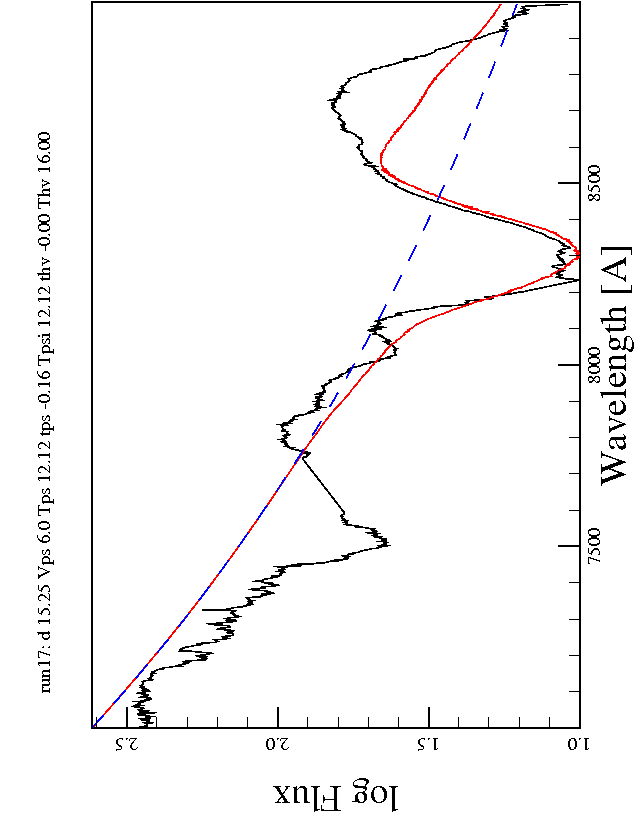 run17: d 15.25 Vps 6.0 Tps 12.12 tps -0.16 Tpsi 12.12 thv -0.00 Thv 16.00
2.5
2.0
1.5
1.0
log Flux
7500
8000
8500
Wavelength [A]